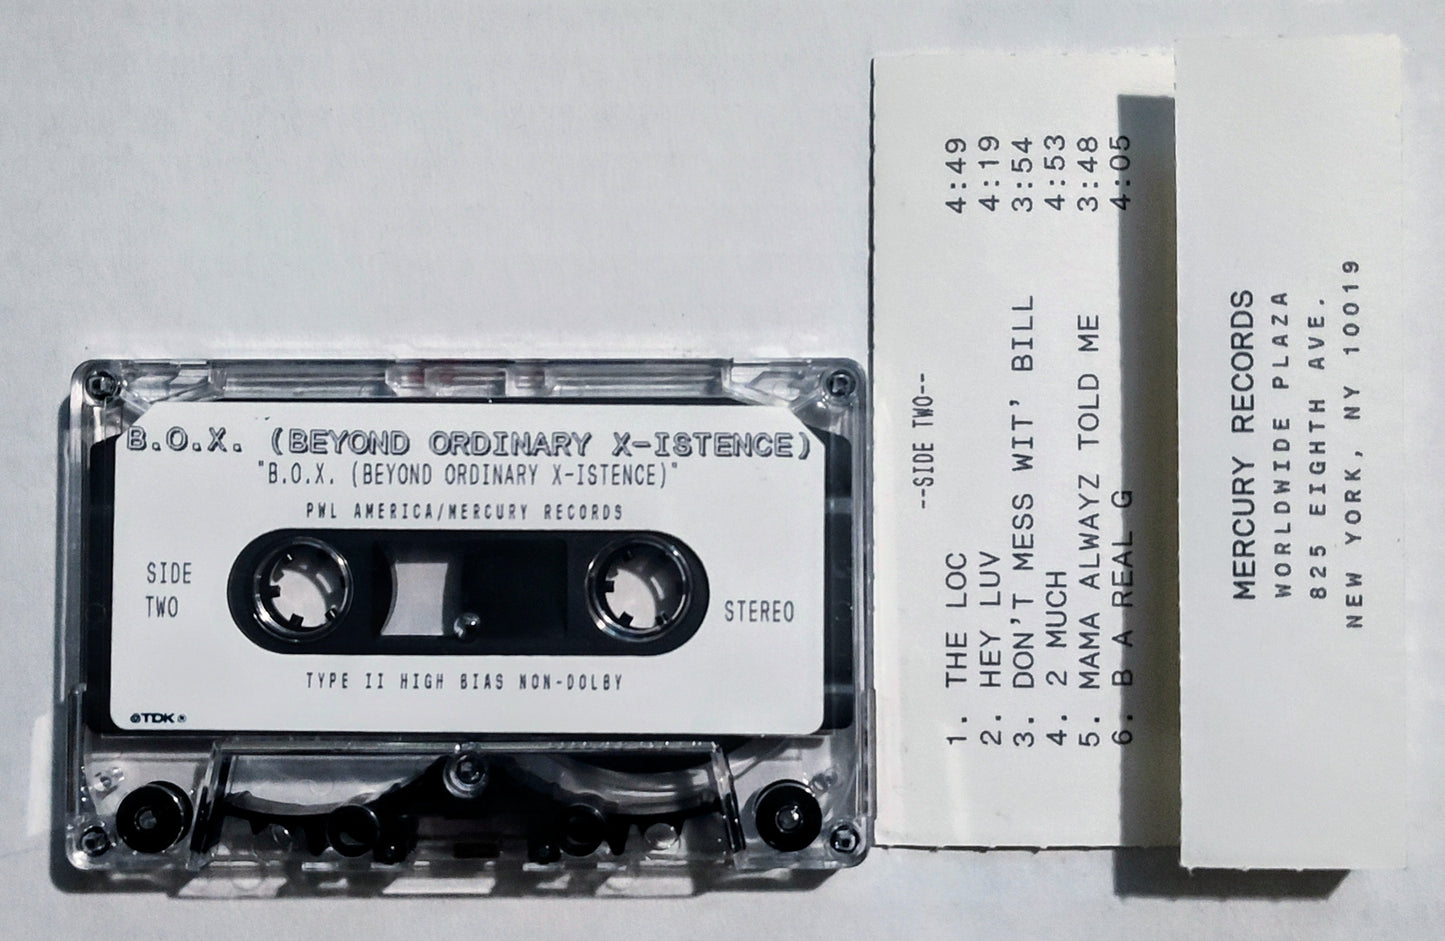 B.O.X. (BEYOND ORDINARY X-ISTENCE)
"B.O.X. (BEYOND ORDINARY X-ISTENCE)"
PWL AMERICA/MERCURY RECORDS
SIDE
TWO
STEREO
TYPE II HIGH BIAS NON-DOLBY
TDK
--SIDE TWO--
1. THE LOC 4:49
2. HEY LUV 4:19
3. DON'T MESS WIT' BILL 3:54
4. 2 MUCH 4:53
5. MAMA ALWAYZ TOLD ME 3:48
6. B A REAL G 4:05
MERCURY RECORDS
WORLDWIDE PLAZA
825 EIGHTH AVE.
NEW YORK, NY 10019